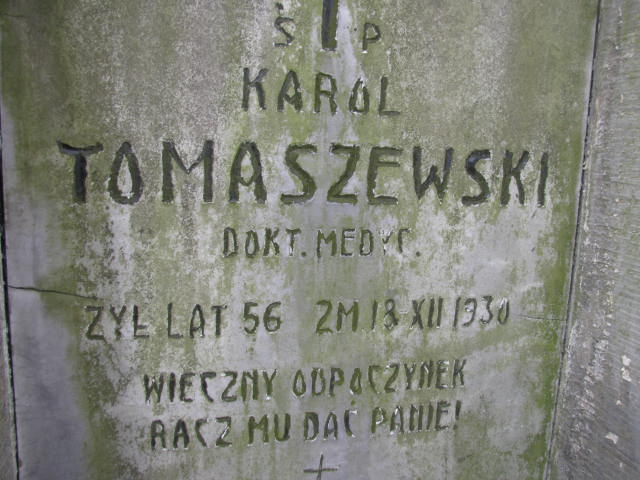 Ś P
KAROL
TOMASZEWSKI
DOKT. MEDYC.
ŻYŁ LAT 56 ZM 18-XII 1930
WIECZNY ODPOCZYNEK
RACZ MU DAĆ PANIE!